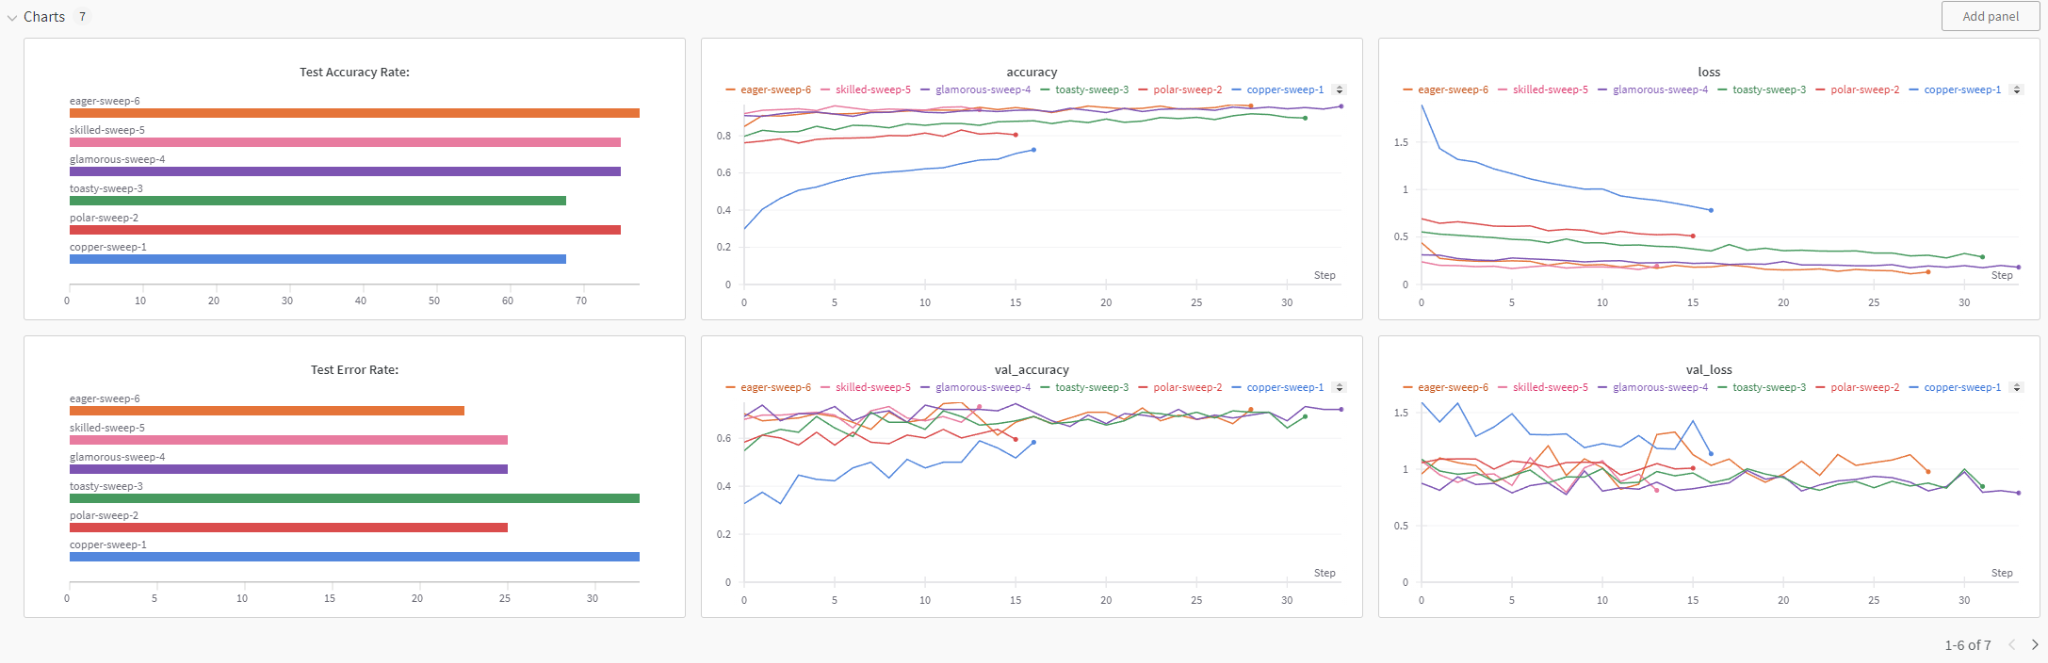 Charts 7
Add panel
Test Accuracy Rate:
eager-sweep-6
skilled-sweep-5
glamorous-sweep-4
toasty-sweep-3
polar-sweep-2
copper-sweep-1
0 10 20 30 40 50 60 70
accuracy
eager-sweep-6 skilled-sweep-5 glamorous-sweep-4 toasty-sweep-3 polar-sweep-2 copper-sweep-1
0.8
0.6
0.4
0.2
0
Step
0 5 10 15 20 25 30
loss
eager-sweep-6 skilled-sweep-5 glamorous-sweep-4 toasty-sweep-3 polar-sweep-2 copper-sweep-1
1.5
1
0.5
0
Step
0 5 10 15 20 25 30
Test Error Rate:
eager-sweep-6
skilled-sweep-5
glamorous-sweep-4
toasty-sweep-3
polar-sweep-2
copper-sweep-1
0 5 10 15 20 25 30
val_accuracy
eager-sweep-6 skilled-sweep-5 glamorous-sweep-4 toasty-sweep-3 polar-sweep-2 copper-sweep-1
0.6
0.4
0.2
0
Step
0 5 10 15 20 25 30
val_loss
eager-sweep-6 skilled-sweep-5 glamorous-sweep-4 toasty-sweep-3 polar-sweep-2 copper-sweep-1
1.5
1
0.5
0
Step
0 5 10 15 20 25 30
1-6 of 7